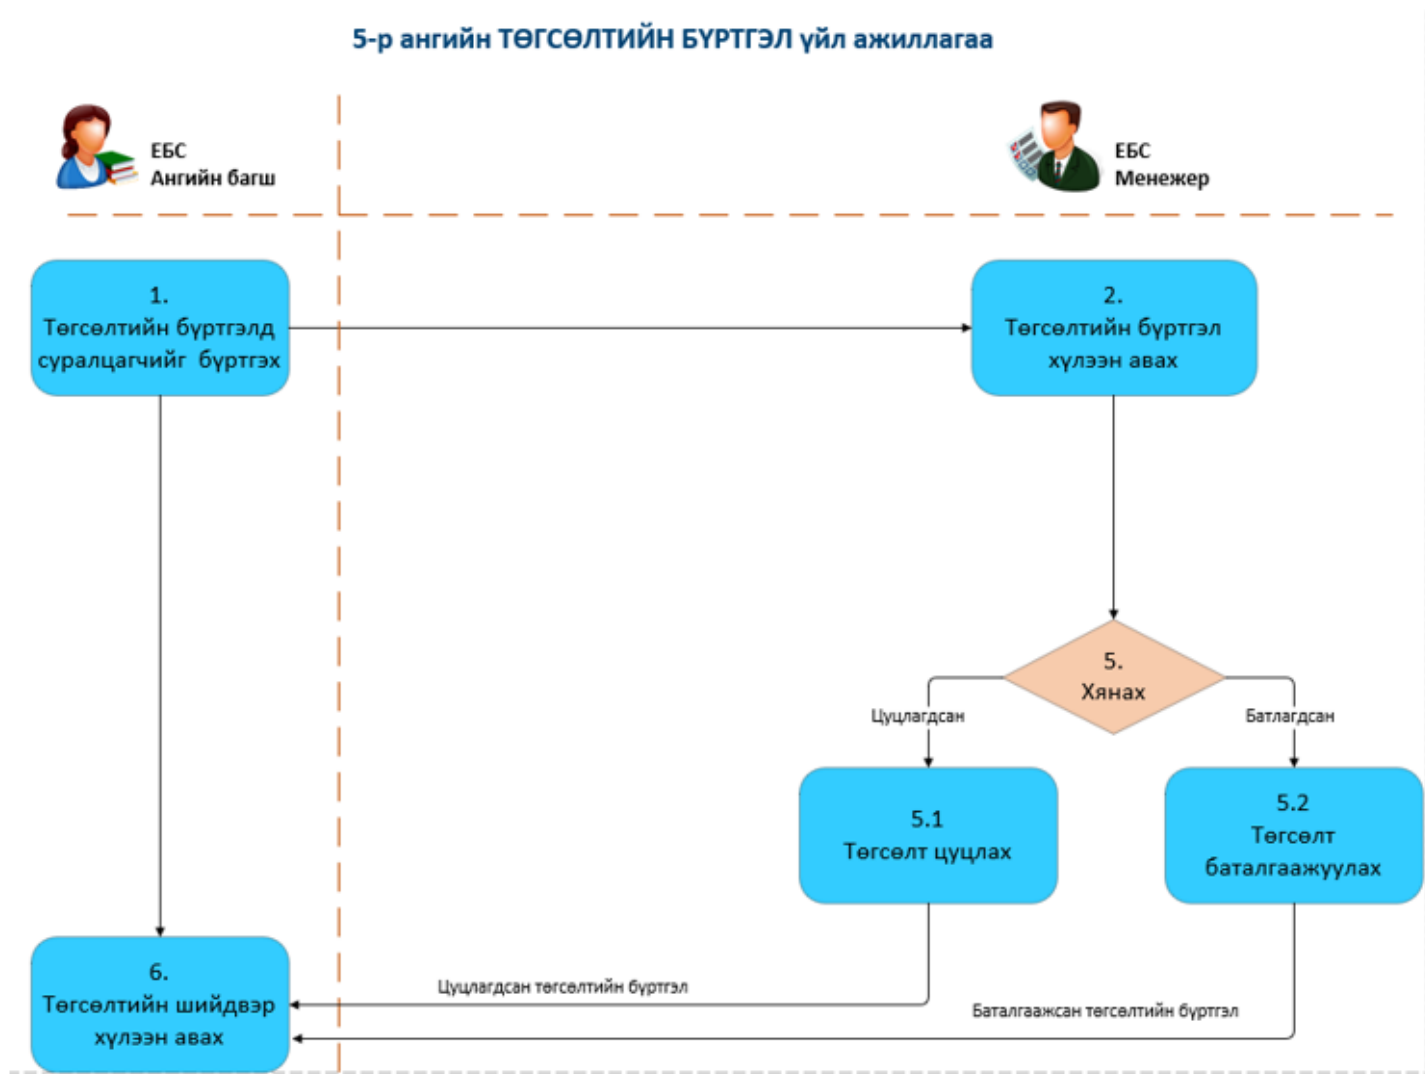 5-р ангийн ТӨГСӨЛТИЙН БҮРТГЭЛ үйл ажиллагаа
ЕБС
Ангийн багш
ЕБС
Менежер
1.
Төгсөлтийн бүртгэлд
суралцагчийг бүртгэх
2.
Төгсөлтийн бүртгэл
хүлээн авах
5.
Хянах
Цуцлагдсан
Батлагдсан
5.1
Төгсөлт цуцлах
5.2
Төгсөлт
баталгаажуулах
6.
Төгсөлтийн шийдвэр
хүлээн авах
Цуцлагдсан төгсөлтийн бүртгэл
Баталгаажсан төгсөлтийн бүртгэл